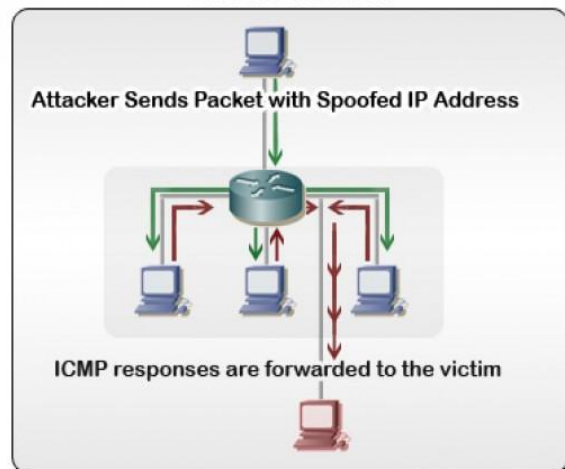 Attacker Sends Packet with Spoofed IP Address
ICMP responses are forwarded to the victim